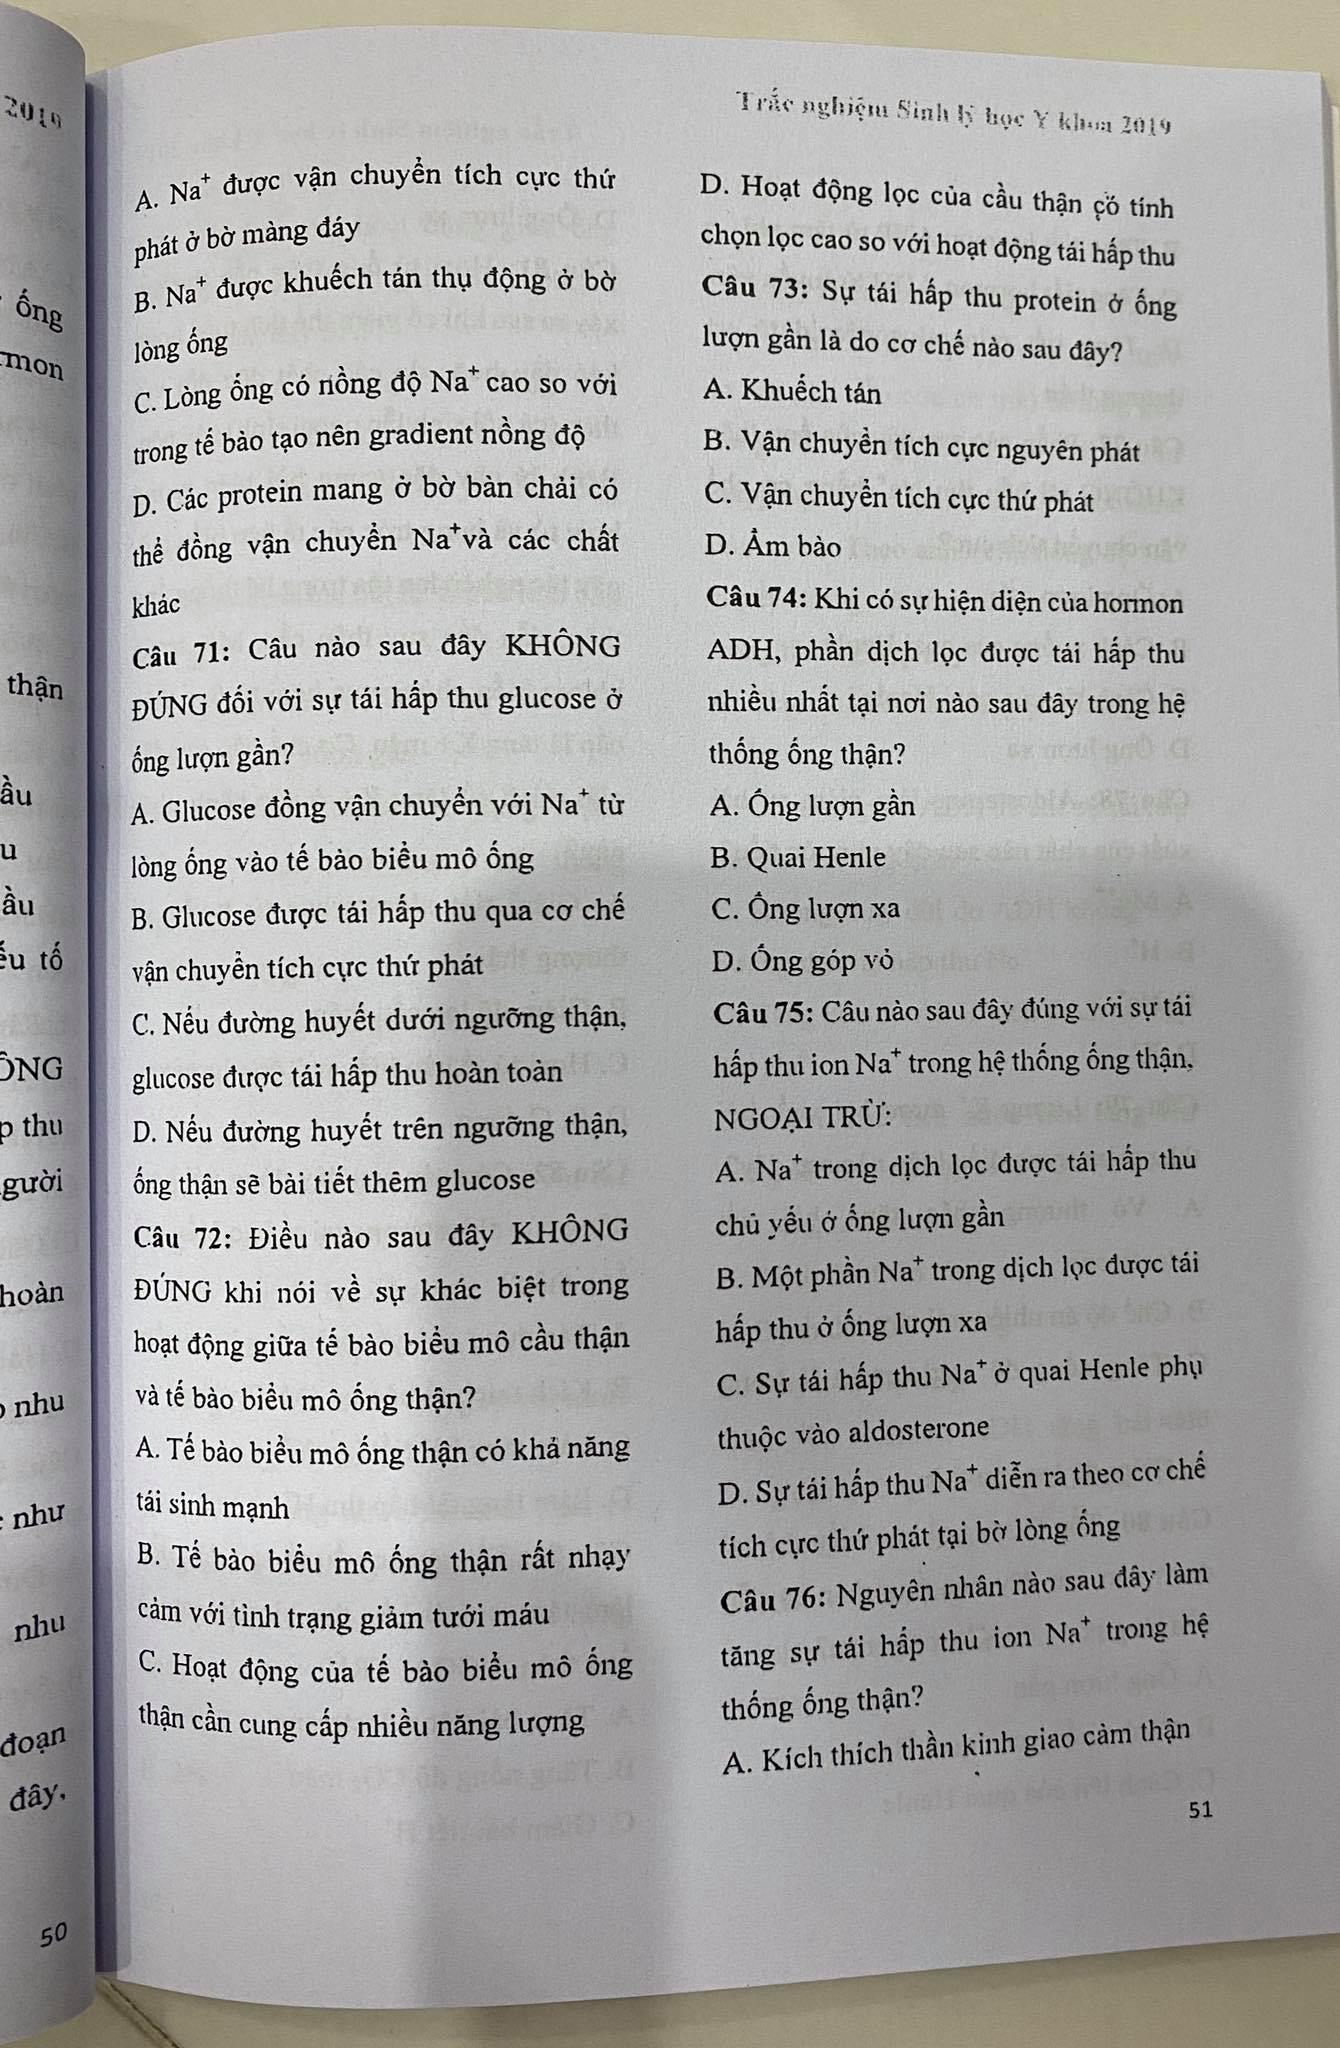 2019
ống
mon
thận
ầu
u
ầu
ếu tố
ÔNG
p thu
gười
hoàn
nhu
như
nhu
đoạn
đây,
50
Trắc nghiệm Sinh lý học Y khoa 2019
A. Na⁺ được vận chuyển tích cực thứ
phát ở bờ màng đáy
B. Na⁺ được khuếch tán thụ động ở bờ
lòng ống
C. Lòng ống có nồng độ Na⁺ cao so với
trong tế bào tạo nên gradient nồng độ
D. Các protein mang ở bờ bàn chải có
thể đồng vận chuyển Na⁺và các chất
khác
Câu 71: Câu nào sau đây KHÔNG
ĐÚNG đối với sự tái hấp thu glucose ở
ống lượn gần?
A. Glucose đồng vận chuyển với Na⁺ từ
lòng ống vào tế bào biểu mô ống
B. Glucose được tái hấp thu qua cơ chế
vận chuyển tích cực thứ phát
C. Nếu đường huyết dưới ngưỡng thận,
glucose được tái hấp thu hoàn toàn
D. Nếu đường huyết trên ngưỡng thận,
ống thận sẽ bài tiết thêm glucose
Câu 72: Điều nào sau đây KHÔNG
ĐÚNG khi nói về sự khác biệt trong
hoạt động giữa tế bào biểu mô cầu thận
và tế bào biểu mô ống thận?
A. Tế bào biểu mô ống thận có khả năng
tái sinh mạnh
B. Tế bào biểu mô ống thận rất nhạy
cảm với tình trạng giảm tưới máu
C. Hoạt động của tế bào biểu mô ống
thận cần cung cấp nhiều năng lượng
D. Hoạt động lọc của cầu thận có tính
chọn lọc cao so với hoạt động tái hấp thu
Câu 73: Sự tái hấp thu protein ở ống
lượn gần là do cơ chế nào sau đây?
A. Khuếch tán
B. Vận chuyển tích cực nguyên phát
C. Vận chuyển tích cực thứ phát
D. Ẩm bào
Câu 74: Khi có sự hiện diện của hormon
ADH, phần dịch lọc được tái hấp thu
nhiều nhất tại nơi nào sau đây trong hệ
thống ống thận?
A. Ống lượn gần
B. Quai Henle
C. Ống lượn xa
D. Ống góp vỏ
Câu 75: Câu nào sau đây đúng với sự tái
hấp thu ion Na⁺ trong hệ thống ống thận,
NGOẠI TRỪ:
A. Na⁺ trong dịch lọc được tái hấp thu
chủ yếu ở ống lượn gần
B. Một phần Na⁺ trong dịch lọc được tái
hấp thu ở ống lượn xa
C. Sự tái hấp thu Na⁺ ở quai Henle phụ
thuộc vào aldosterone
D. Sự tái hấp thu Na⁺ diễn ra theo cơ chế
tích cực thứ phát tại bờ lòng ống
Câu 76: Nguyên nhân nào sau đây làm
tăng sự tái hấp thu ion Na⁺ trong hệ
thống ống thận?
A. Kích thích thần kinh giao cảm thận
51